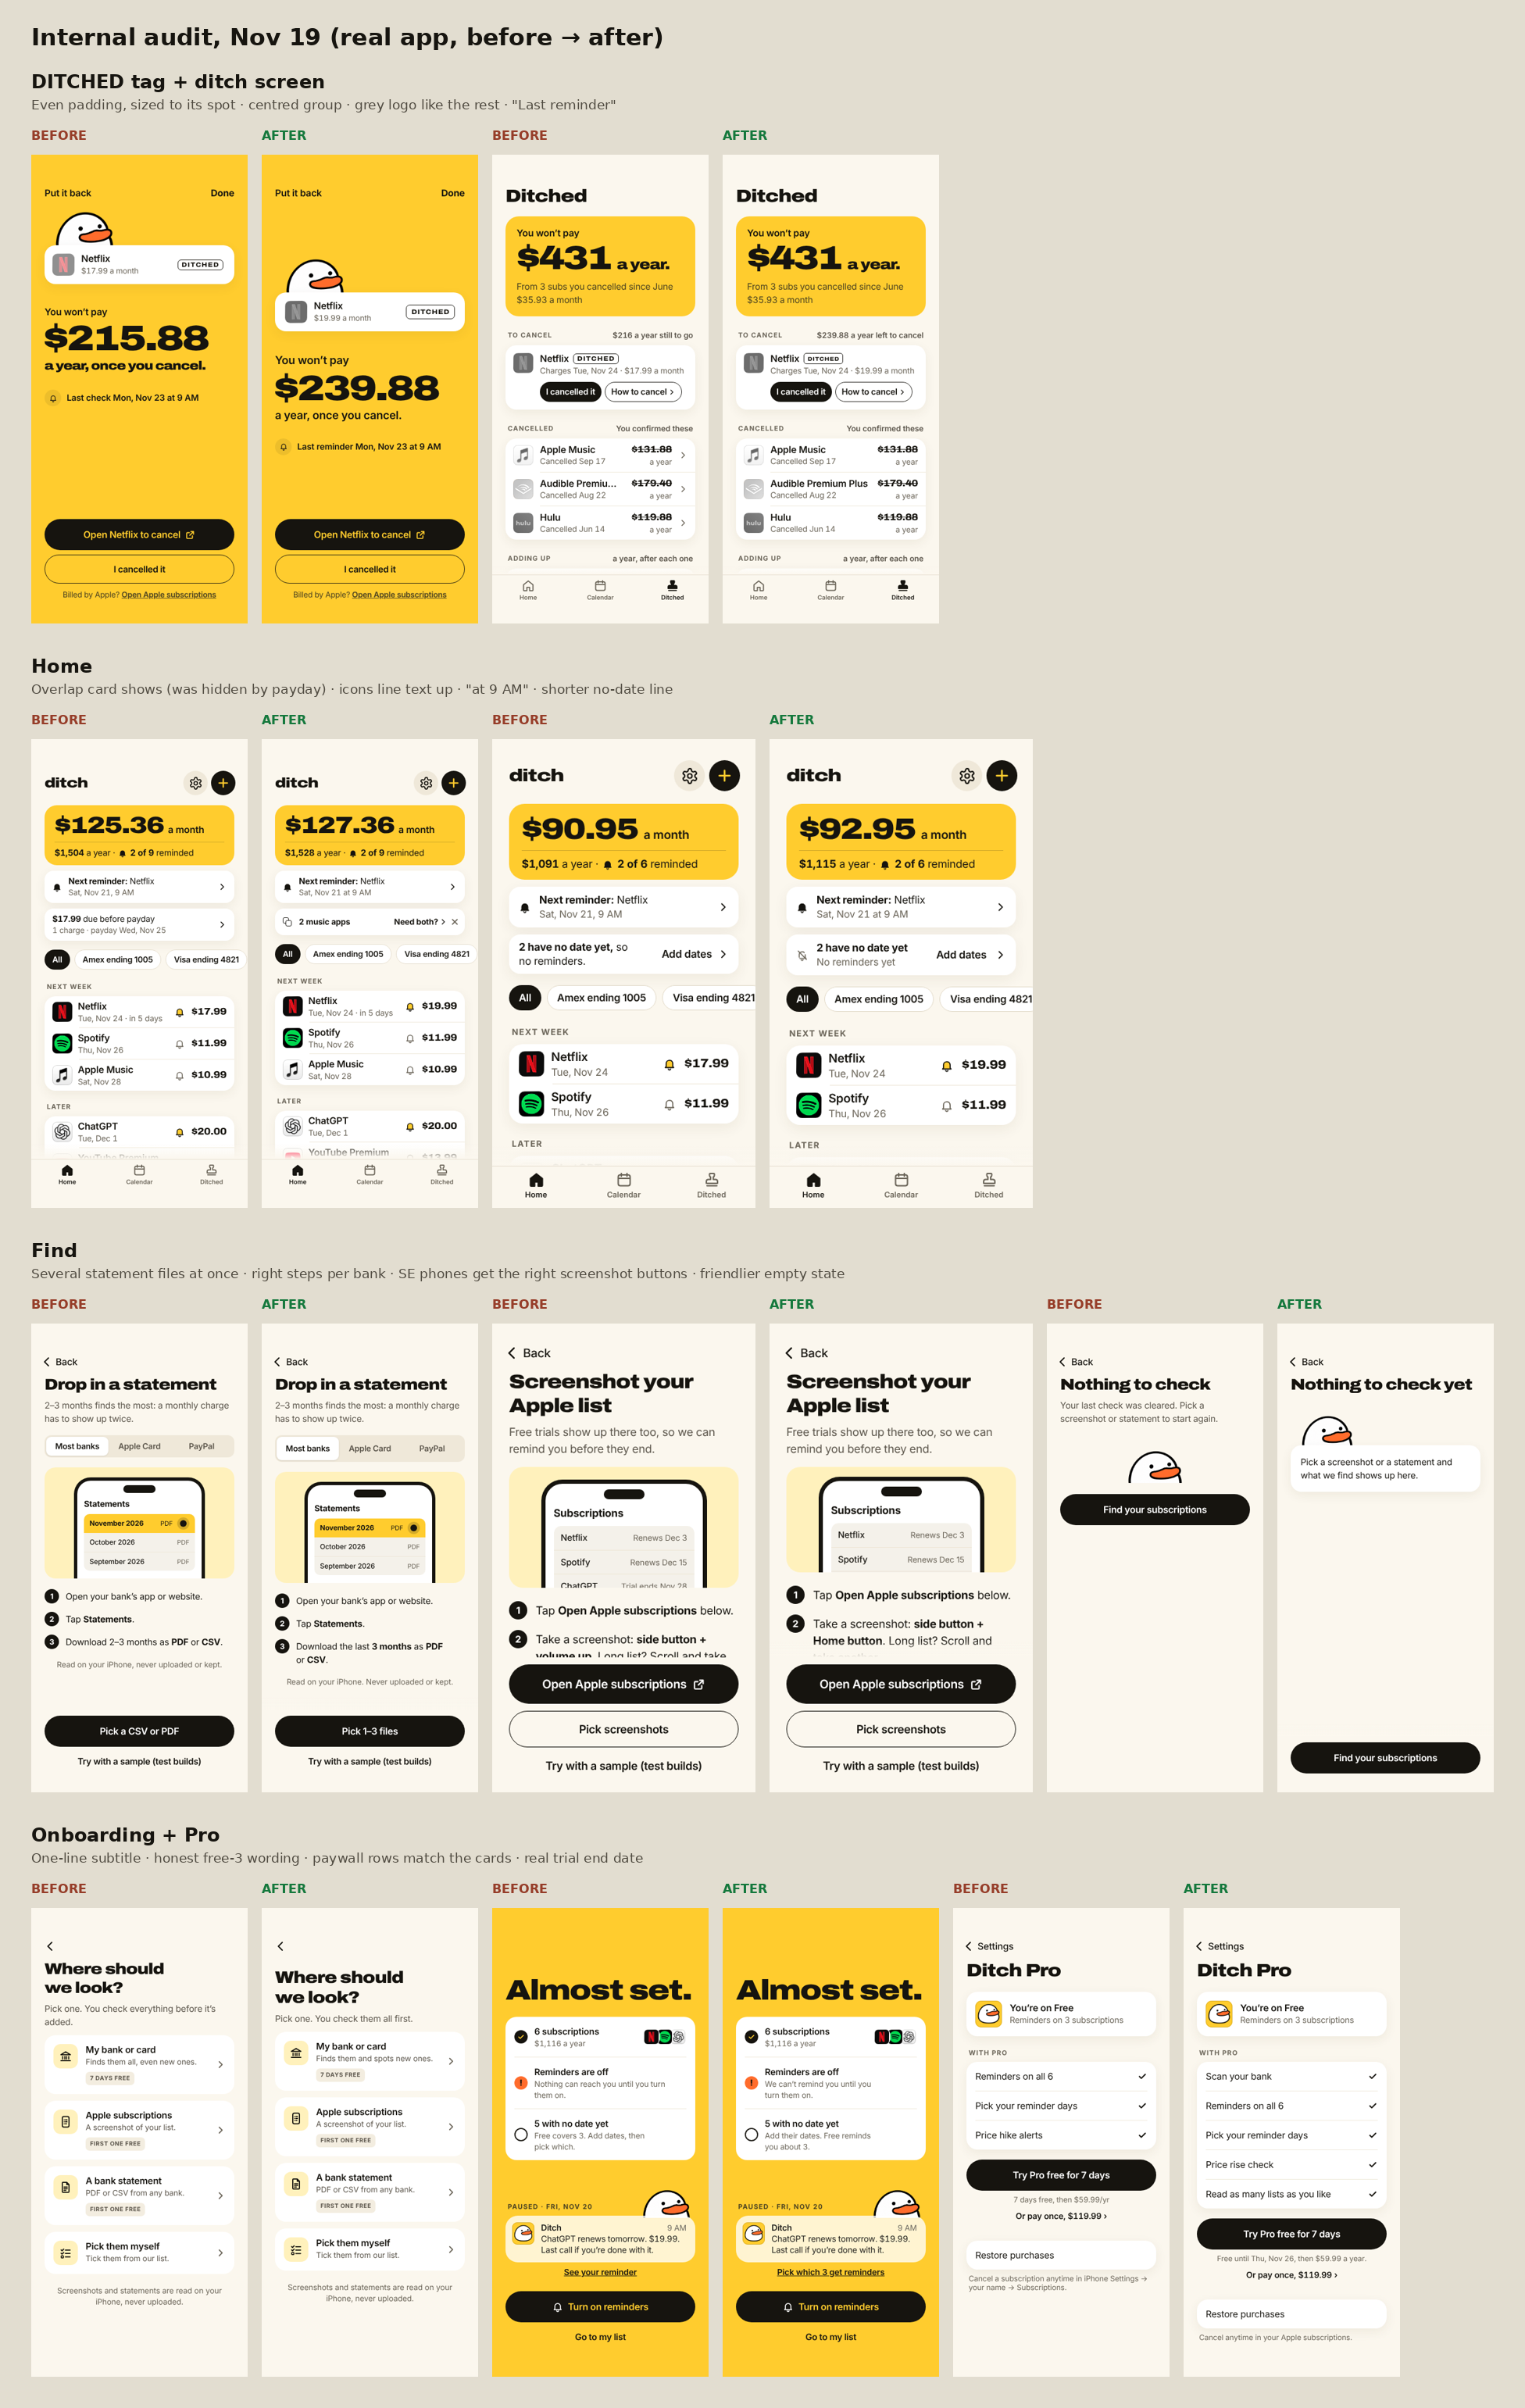 Internal audit, Nov 19 (real app, before → after)
DITCHED tag + ditch screen
Even padding, sized to its spot · centred group · grey logo like the rest · "Last reminder"
BEFORE
Put it back
Done
Netflix
$17.99 a month
DITCHED
You won't pay
$215.88
a year, once you cancel.
Last check Mon, Nov 23 at 9 AM
Open Netflix to cancel
I cancelled it
Billed by Apple? Open Apple subscriptions
AFTER
Put it back
Done
Netflix
$19.99 a month
DITCHED
You won't pay
$239.88
a year, once you cancel.
Last reminder Mon, Nov 23 at 9 AM
Open Netflix to cancel
I cancelled it
Billed by Apple? Open Apple subscriptions
BEFORE
Ditched
You won't pay
$431 a year.
From 3 subs you cancelled since June
$35.93 a month
TO CANCEL
$216 a year still to go
Netflix DITCHED
Charges Tue, Nov 24 · $17.99 a month
I cancelled it
How to cancel
CANCELLED
You confirmed these
Apple Music
$131.88
Cancelled Sep 17
a year
Audible Premiu...
$179.40
Cancelled Aug 22
a year
hulu
Hulu
$119.88
Cancelled Jun 14
a year
ADDING UP
a year, after each one
Home
Calendar
Ditched
AFTER
Ditched
You won't pay
$431 a year.
From 3 subs you cancelled since June
$35.93 a month
TO CANCEL
$239.88 a year left to cancel
Netflix DITCHED
Charges Tue, Nov 24 · $19.99 a month
I cancelled it
How to cancel
CANCELLED
You confirmed these
Apple Music
$131.88
Cancelled Sep 17
a year
Audible Premium Plus
$179.40
Cancelled Aug 22
a year
hulu
Hulu
$119.88
Cancelled Jun 14
a year
ADDING UP
a year, after each one
Home
Calendar
Ditched
Home
Overlap card shows (was hidden by payday) · icons line text up · "at 9 AM" · shorter no-date line
BEFORE
ditch
$125.36 a month
$1,504 a year · 2 of 9 reminded
Next reminder: Netflix
Sat, Nov 21, 9 AM
$17.99 due before payday
1 charge · payday Wed, Nov 25
All
Amex ending 1005
Visa ending 4821
NEXT WEEK
Netflix
Tue, Nov 24 · in 5 days
$17.99
Spotify
Thu, Nov 26
$11.99
Apple Music
Sat, Nov 28
$10.99
LATER
ChatGPT
Tue, Dec 1
$20.00
YouTube Premium
Home
Calendar
Ditched
AFTER
ditch
$127.36 a month
$1,528 a year · 2 of 9 reminded
Next reminder: Netflix
Sat, Nov 21 at 9 AM
2 music apps
Need both?
All
Amex ending 1005
Visa ending 4821
NEXT WEEK
Netflix
Tue, Nov 24 · in 5 days
$19.99
Spotify
Thu, Nov 26
$11.99
Apple Music
Sat, Nov 28
$10.99
LATER
ChatGPT
Tue, Dec 1
$20.00
YouTube Premium
Home
Calendar
Ditched
BEFORE
ditch
$90.95 a month
$1,091 a year · 2 of 6 reminded
Next reminder: Netflix
Sat, Nov 21, 9 AM
2 have no date yet, so
no reminders.
Add dates
All
Amex ending 1005
Visa ending 4821
NEXT WEEK
Netflix
Tue, Nov 24
$17.99
Spotify
Thu, Nov 26
$11.99
LATER
Home
Calendar
Ditched
AFTER
ditch
$92.95 a month
$1,115 a year · 2 of 6 reminded
Next reminder: Netflix
Sat, Nov 21 at 9 AM
2 have no date yet
No reminders yet
Add dates
All
Amex ending 1005
Visa ending 4821
NEXT WEEK
Netflix
Tue, Nov 24
$19.99
Spotify
Thu, Nov 26
$11.99
LATER
Home
Calendar
Ditched
Find
Several statement files at once · right steps per bank · SE phones get the right screenshot buttons · friendlier empty state
BEFORE
Back
Drop in a statement
2–3 months finds the most: a monthly charge
has to show up twice.
Most banks
Apple Card
PayPal
Statements
November 2026 PDF
October 2026 PDF
September 2026 PDF
1 Open your bank's app or website.
2 Tap Statements.
3 Download 2–3 months as PDF or CSV.
Read on your iPhone, never uploaded or kept.
Pick a CSV or PDF
Try with a sample (test builds)
AFTER
Back
Drop in a statement
2–3 months finds the most: a monthly charge
has to show up twice.
Most banks
Apple Card
PayPal
Statements
November 2026 PDF
October 2026 PDF
September 2026 PDF
1 Open your bank's app or website.
2 Tap Statements.
3 Download the last 3 months as PDF
or CSV.
Read on your iPhone. Never uploaded or kept.
Pick 1–3 files
Try with a sample (test builds)
BEFORE
Back
Screenshot your
Apple list
Free trials show up there too, so we can
remind you before they end.
Subscriptions
Netflix Renews Dec 3
Spotify Renews Dec 15
ChatGPT Trial ends Nov 28
1 Tap Open Apple subscriptions below.
2 Take a screenshot: side button +
volume up. Long list? Scroll and take
Open Apple subscriptions
Pick screenshots
Try with a sample (test builds)
AFTER
Back
Screenshot your
Apple list
Free trials show up there too, so we can
remind you before they end.
Subscriptions
Netflix Renews Dec 3
Spotify Renews Dec 15
1 Tap Open Apple subscriptions below.
2 Take a screenshot: side button +
Home button. Long list? Scroll and
Open Apple subscriptions
Pick screenshots
Try with a sample (test builds)
BEFORE
Back
Nothing to check
Your last check was cleared. Pick a
screenshot or statement to start again.
Find your subscriptions
AFTER
Back
Nothing to check yet
Pick a screenshot or a statement and
what we find shows up here.
Find your subscriptions
Onboarding + Pro
One-line subtitle · honest free-3 wording · paywall rows match the cards · real trial end date
BEFORE
Where should
we look?
Pick one. You check everything before it's
added.
My bank or card
Finds them all, even new ones.
7 DAYS FREE
Apple subscriptions
A screenshot of your list.
FIRST ONE FREE
A bank statement
PDF or CSV from any bank.
FIRST ONE FREE
Pick them myself
Tick them from our list.
Screenshots and statements are read on your
iPhone, never uploaded.
AFTER
Where should
we look?
Pick one. You check them all first.
My bank or card
Finds them and spots new ones.
7 DAYS FREE
Apple subscriptions
A screenshot of your list.
FIRST ONE FREE
A bank statement
PDF or CSV from any bank.
FIRST ONE FREE
Pick them myself
Tick them from our list.
Screenshots and statements are read on your
iPhone, never uploaded.
BEFORE
Almost set.
6 subscriptions
$1,116 a year
Reminders are off
Nothing can reach you until you turn
them on.
5 with no date yet
Free covers 3. Add dates, then
pick which.
PAUSED · FRI, NOV 20
Ditch 9 AM
ChatGPT renews tomorrow. $19.99.
Last call if you're done with it.
See your reminder
Turn on reminders
Go to my list
AFTER
Almost set.
6 subscriptions
$1,116 a year
Reminders are off
We can't remind you until you
turn them on.
5 with no date yet
Add their dates. Free reminds
you about 3.
PAUSED · FRI, NOV 20
Ditch 9 AM
ChatGPT renews tomorrow. $19.99.
Last call if you're done with it.
Pick which 3 get reminders
Turn on reminders
Go to my list
BEFORE
Settings
Ditch Pro
You're on Free
Reminders on 3 subscriptions
WITH PRO
Reminders on all 6
Pick your reminder days
Price hike alerts
Try Pro free for 7 days
7 days free, then $59.99/yr
Or pay once, $119.99 ›
Restore purchases
Cancel a subscription anytime in iPhone Settings →
your name → Subscriptions.
AFTER
Settings
Ditch Pro
You're on Free
Reminders on 3 subscriptions
WITH PRO
Scan your bank
Reminders on all 6
Pick your reminder days
Price rise check
Read as many lists as you like
Try Pro free for 7 days
Free until Thu, Nov 26, then $59.99 a year.
Or pay once, $119.99 ›
Restore purchases
Cancel anytime in your Apple subscriptions.